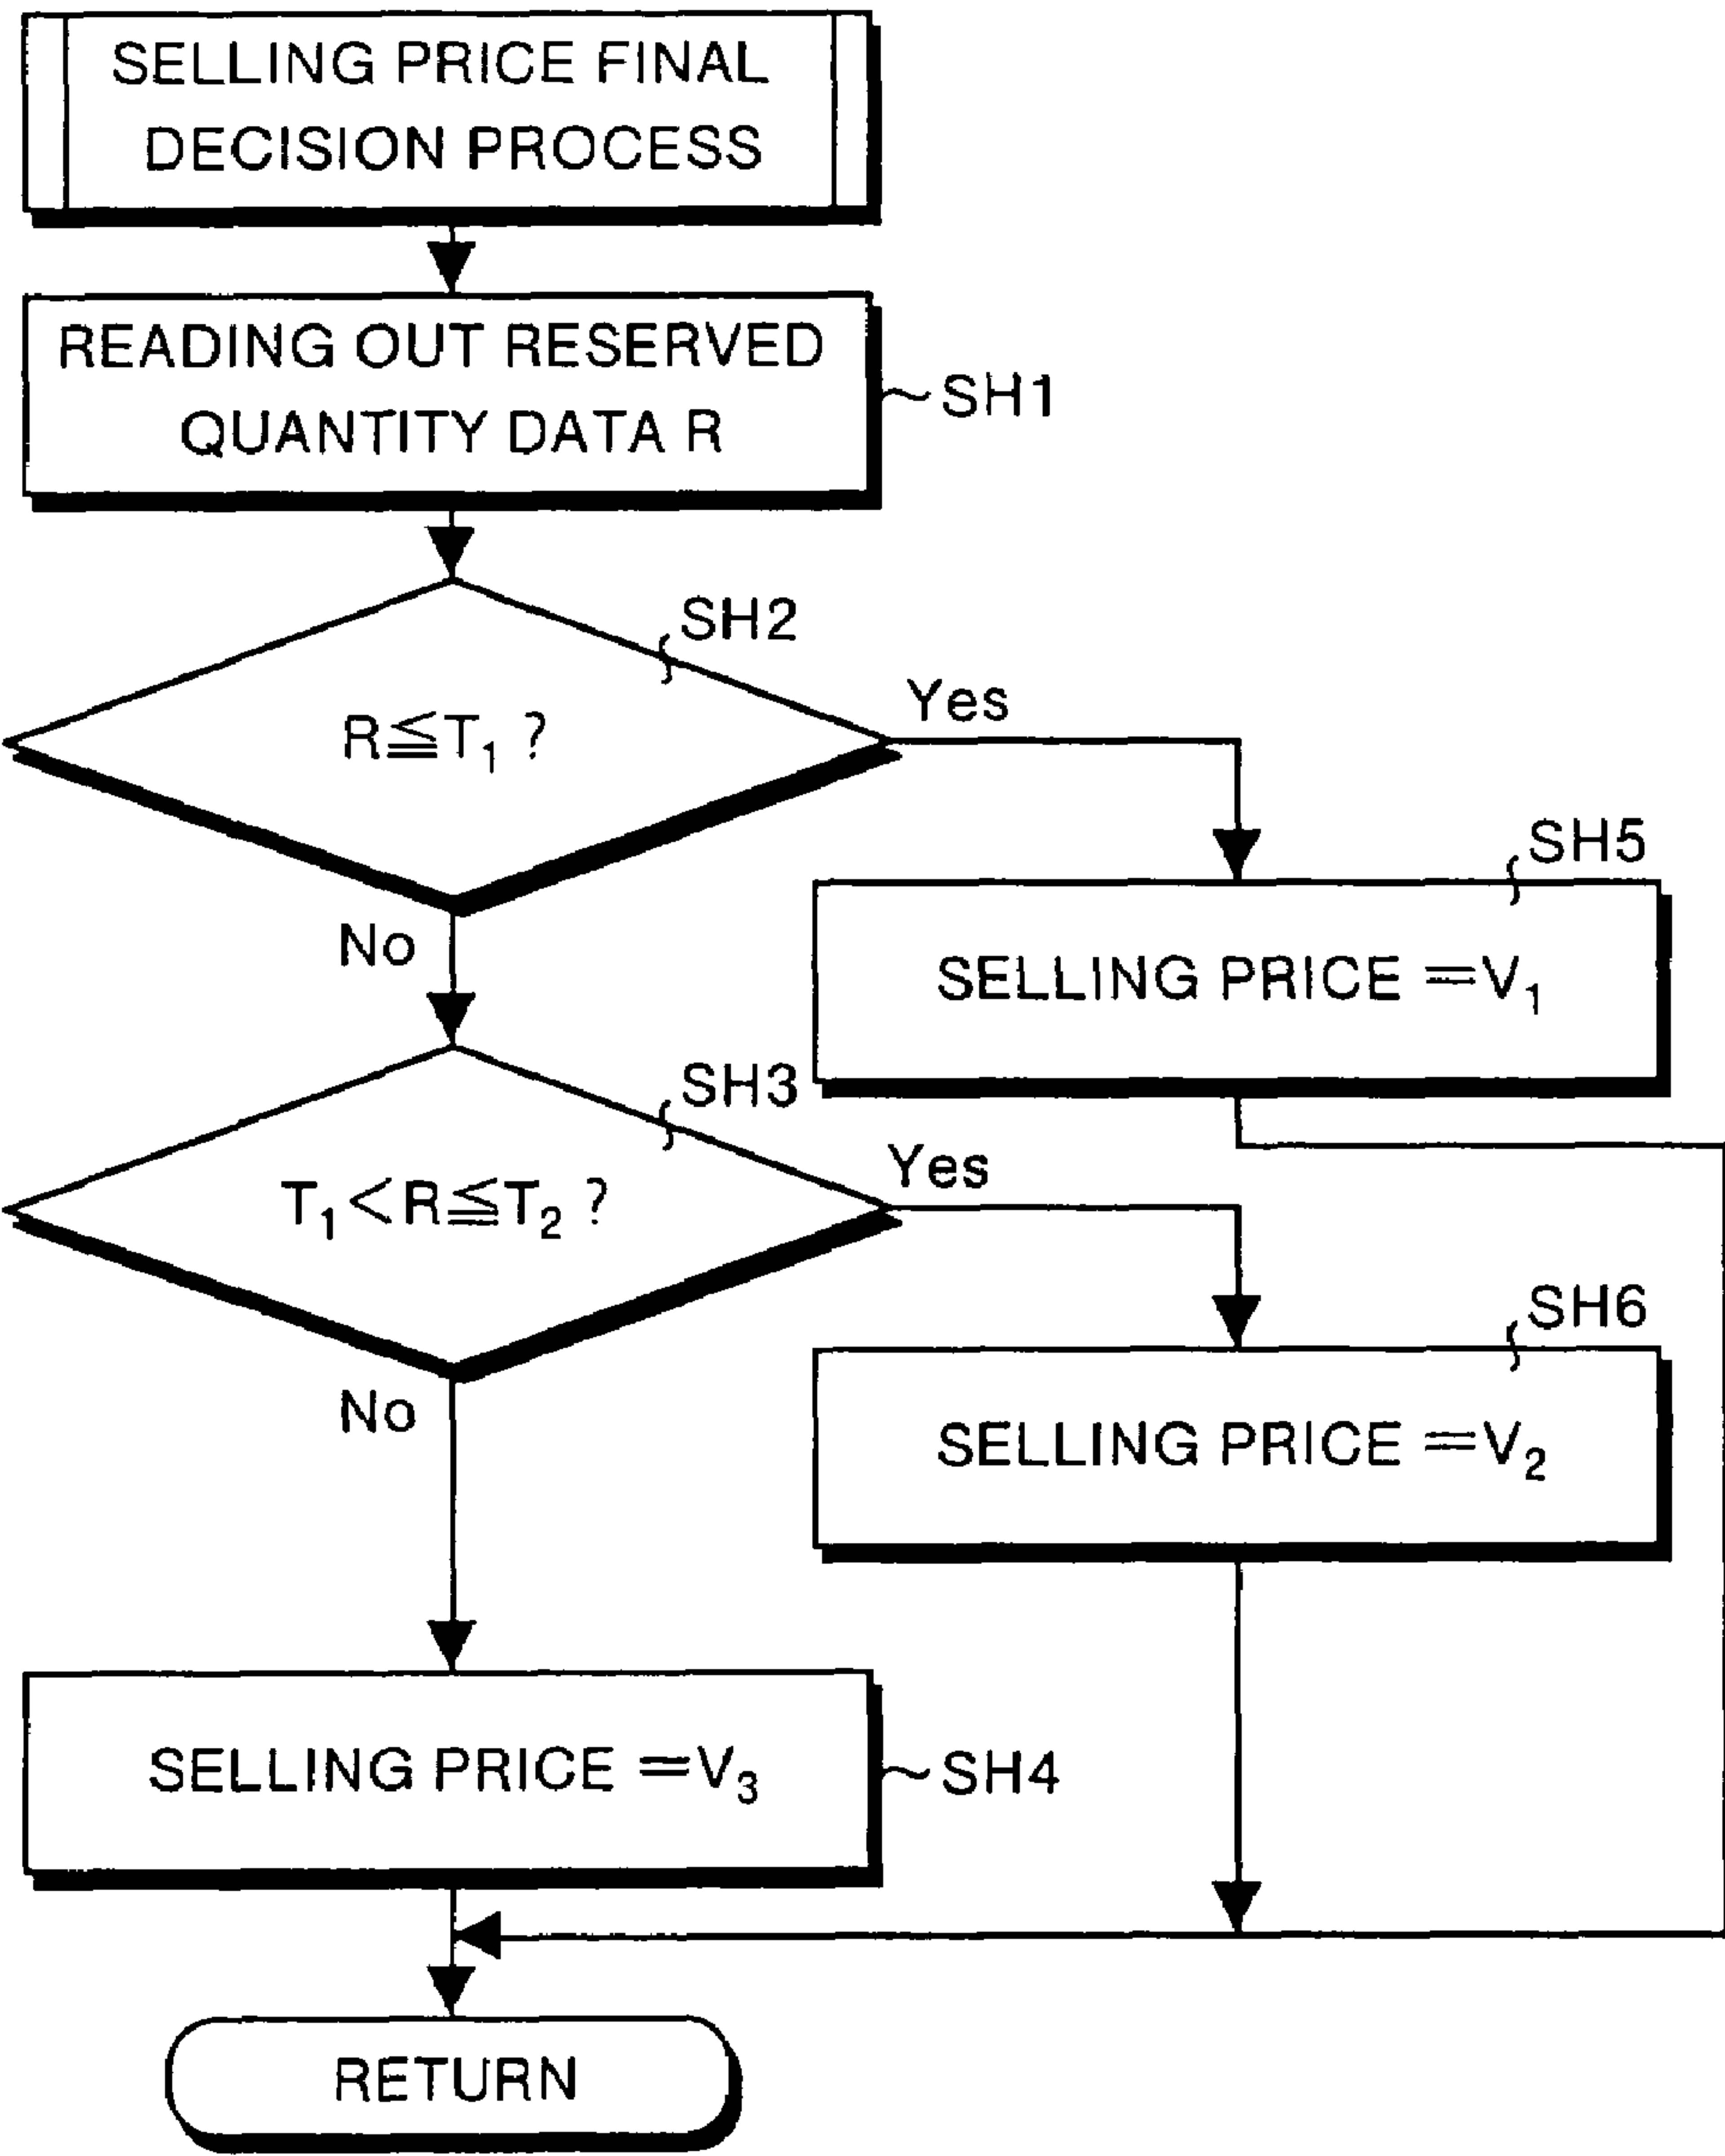 SELLING PRICE FINAL
DECISION PROCESS
READING OUT RESERVED
QUANTITY DATA R
SH1
SH2
R≦T₁ ?
Yes
No
SH5
SELLING PRICE =V₁
SH3
T₁<R≦T₂ ?
Yes
No
SH6
SELLING PRICE =V₂
SELLING PRICE =V₃
SH4
RETURN